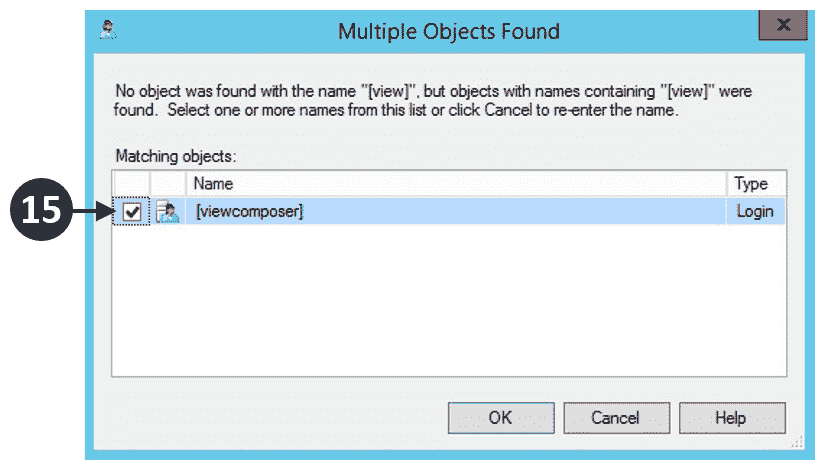 Multiple Objects Found
No object was found with the name "[view]", but objects with names containing "[view]" were
found. Select one or more names from this list or click Cancel to re-enter the name.
Matching objects:
Name Type
15 [viewcomposer] Login
OK Cancel Help